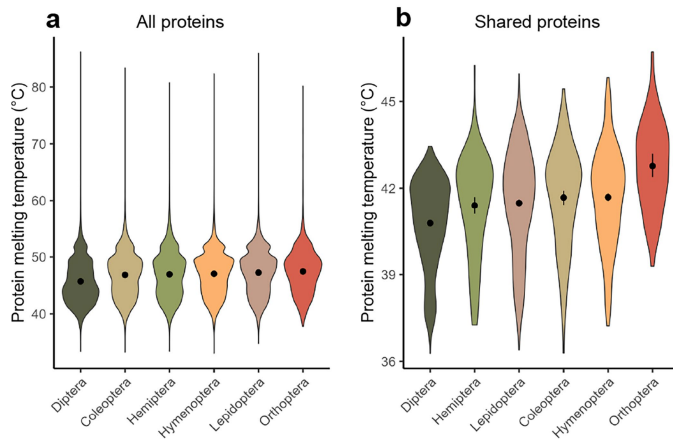 a
All proteins
Protein melting temperature (°C)
80
70
60
50
40
Diptera
Coleoptera
Hemiptera
Hymenoptera
Lepidoptera
Orthoptera
b
Shared proteins
Protein melting temperature (°C)
45
42
39
36
Diptera
Hemiptera
Lepidoptera
Coleoptera
Hymenoptera
Orthoptera